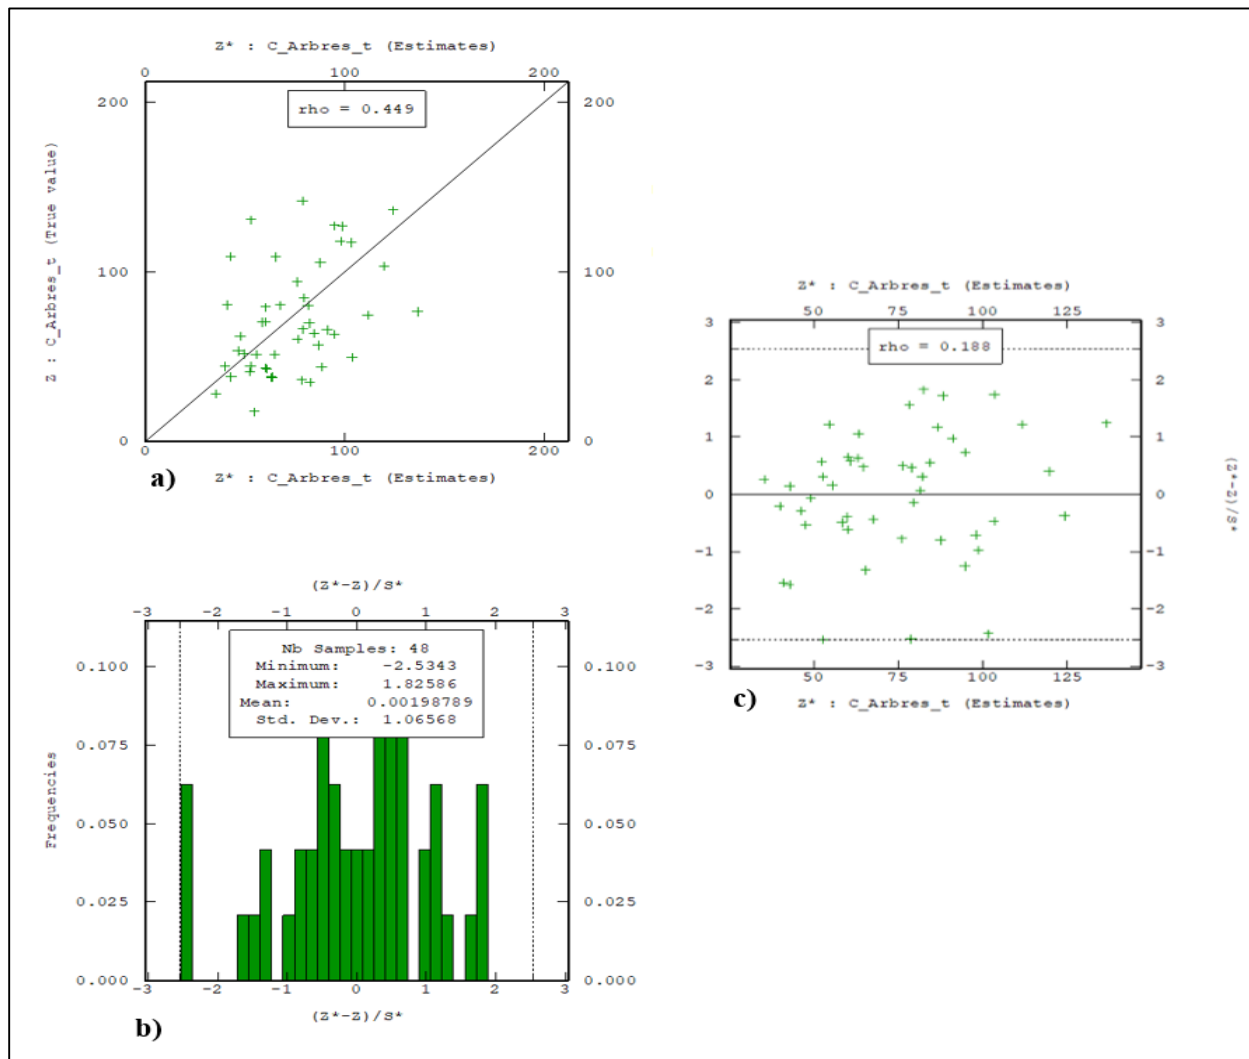 Z* : C_Arbres_t (Estimates)
0 100 200
rho = 0.449
200 200
100 100
0 0
Z : C_Arbres_t (True value)
0 100 200
Z* : C_Arbres_t (Estimates)
a)
Z* : C_Arbres_t (Estimates)
50 75 100 125
rho = 0.188
3 3
2 2
1 1
0 0
-1 -1
-2 -2
-3 -3
(Z*-Z)/S*
50 75 100 125
Z* : C_Arbres_t (Estimates)
c)
(Z*-Z)/S*
-3 -2 -1 0 1 2 3
Nb Samples: 48
Minimum: -2.5343
Maximum: 1.82586
Mean: 0.00198789
Std. Dev.: 1.06568
0.100 0.100
0.075 0.075
0.050 0.050
0.025 0.025
0.000 0.000
Frequencies
-3 -2 -1 0 1 2 3
(Z*-Z)/S*
b)